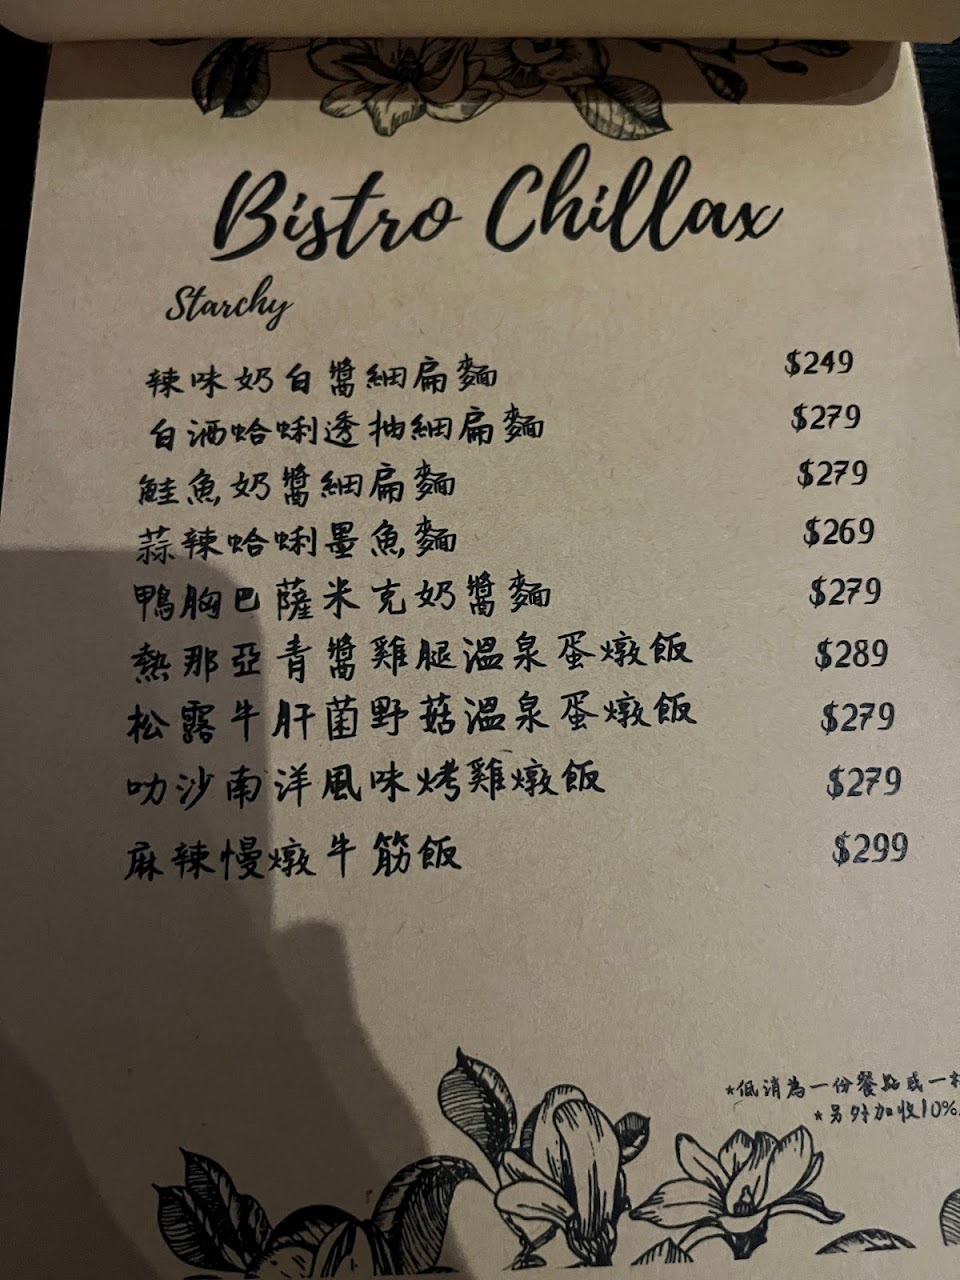 Bistro Chillax
Starchy
辣味奶白醬細扁麵 $249
白酒蛤蜊透抽細扁麵 $279
鮭魚奶醬細扁麵 $279
蒜辣蛤蜊墨魚麵 $269
鴨胸巴薩米克奶醬麵 $279
熱那亞青醬雞腿溫泉蛋燉飯 $289
松露牛肝菌野菇溫泉蛋燉飯 $279
叻沙南洋風味烤雞燉飯 $279
麻辣慢燉牛筋飯 $299
*低消為一份餐點或一
*另外加收10%